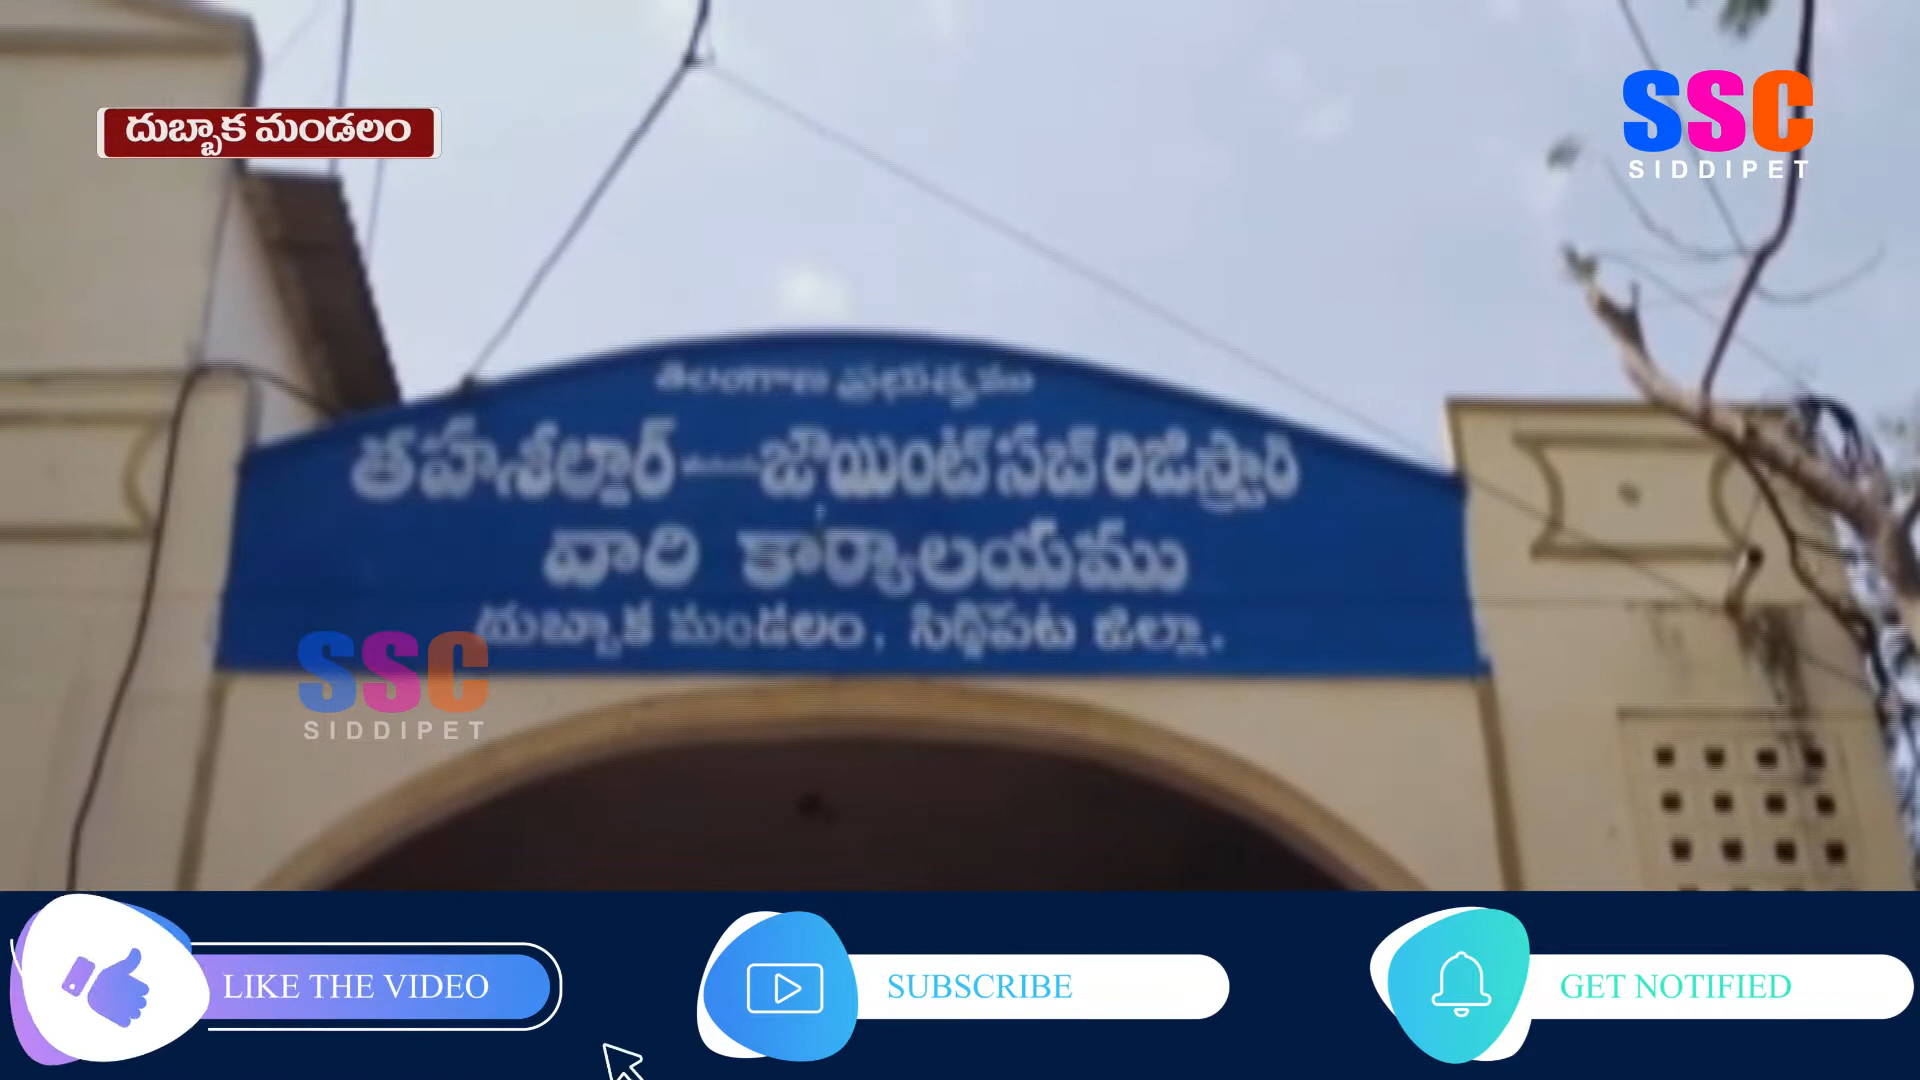 దుబ్బాక మండలం
SSC
SIDDIPET
తెలంగాణ ప్రభుత్వము
తహశీల్దార్ - జాయింట్ సబ్ రిజిస్ట్రార్
వారి కార్యాలయము
దుబ్బాక మండలం, సిద్ధిపేట జిల్లా.
SSC
SIDDIPET
LIKE THE VIDEO
SUBSCRIBE
GET NOTIFIED